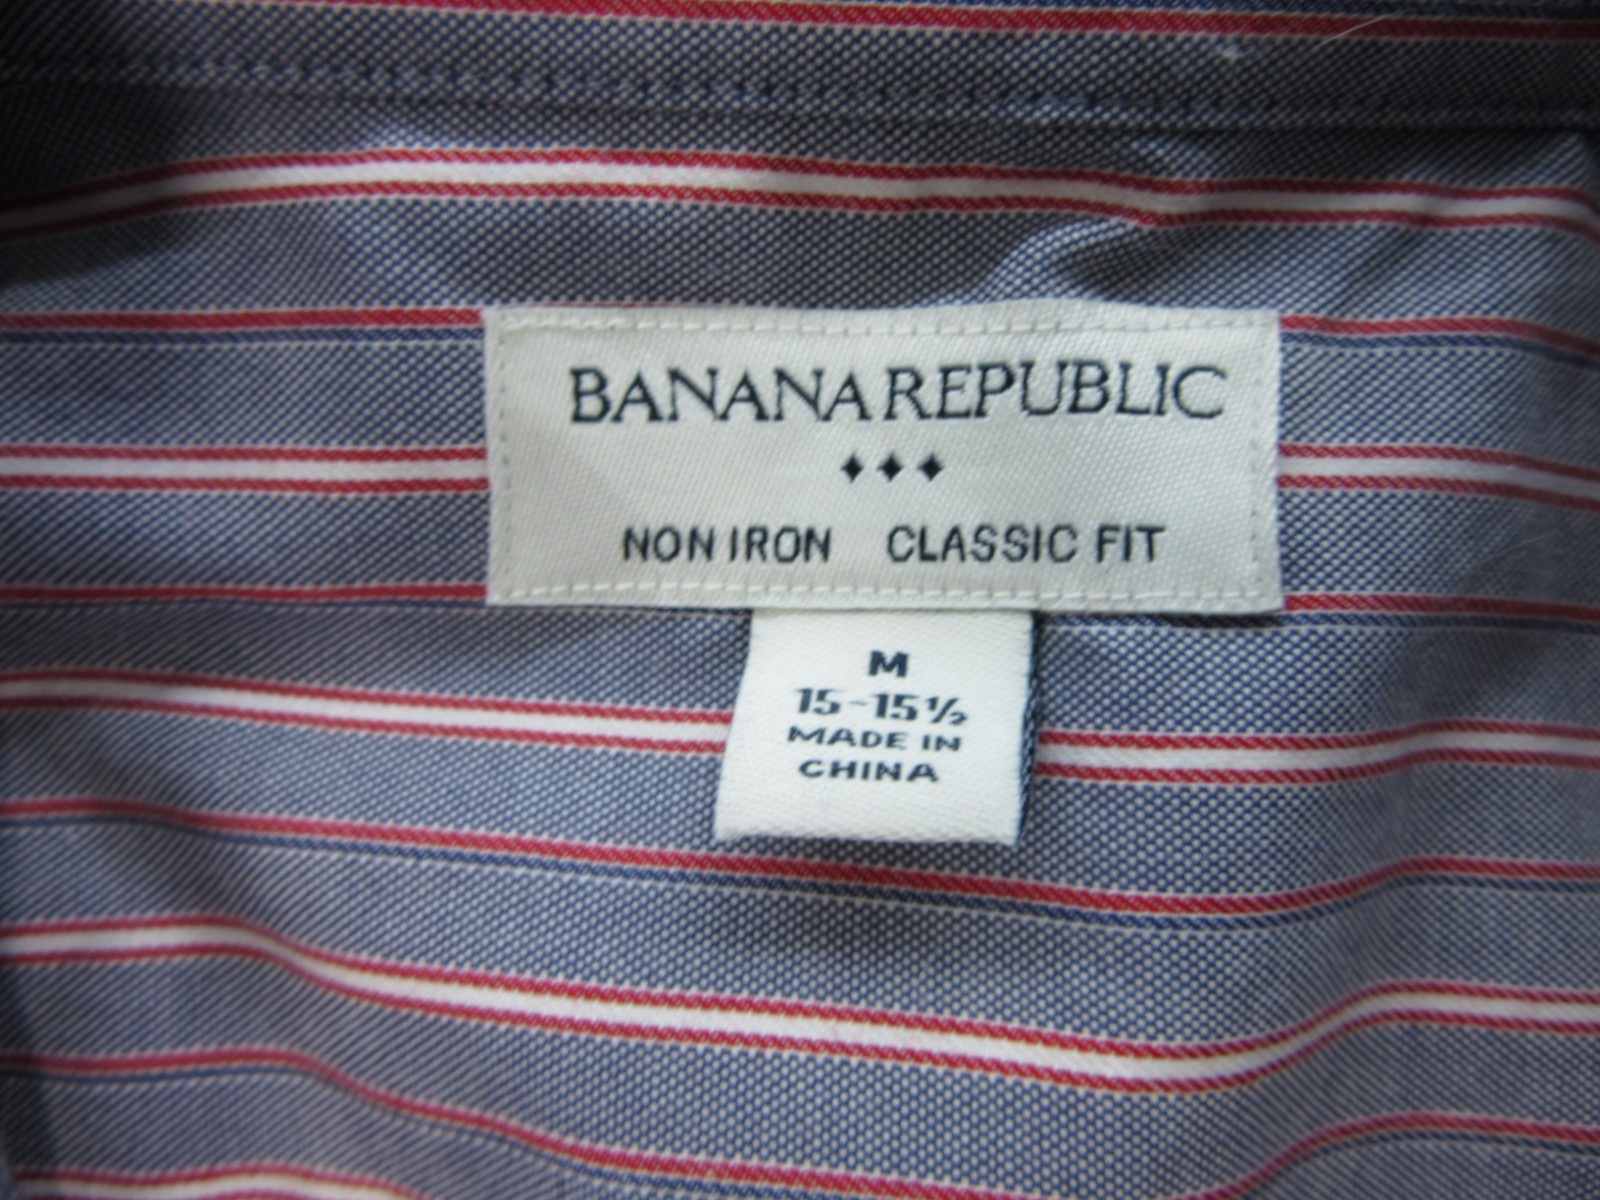 BANANA REPUBLIC
NON IRON CLASSIC FIT
M
15-15½
MADE IN
CHINA